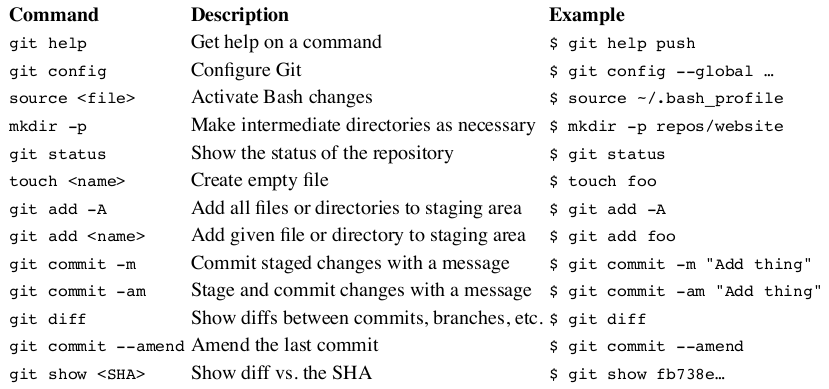 Command Description Example
git help Get help on a command $ git help push
git config Configure Git $ git config --global …
source <file> Activate Bash changes $ source ~/.bash_profile
mkdir -p Make intermediate directories as necessary $ mkdir -p repos/website
git status Show the status of the repository $ git status
touch <name> Create empty file $ touch foo
git add -A Add all files or directories to staging area $ git add -A
git add <name> Add given file or directory to staging area $ git add foo
git commit -m Commit staged changes with a message $ git commit -m "Add thing"
git commit -am Stage and commit changes with a message $ git commit -am "Add thing"
git diff Show diffs between commits, branches, etc. $ git diff
git commit --amend Amend the last commit $ git commit --amend
git show <SHA> Show diff vs. the SHA $ git show fb738e…